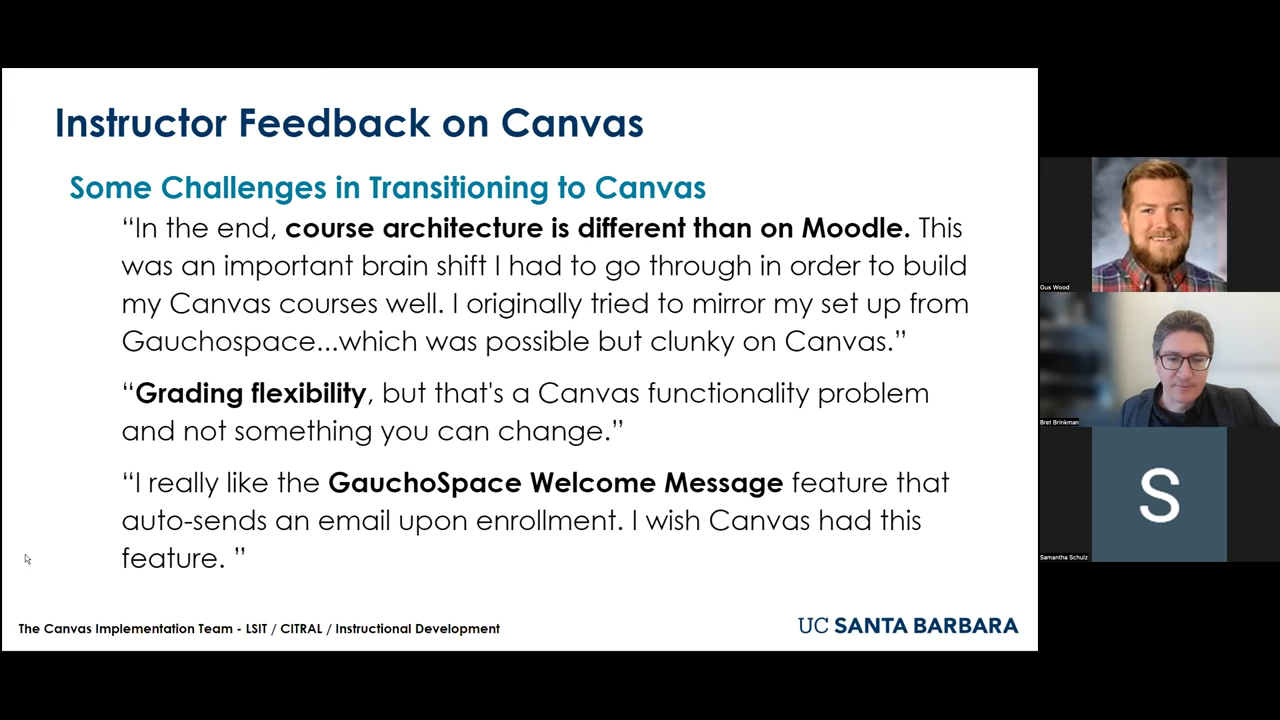 Instructor Feedback on Canvas
Some Challenges in Transitioning to Canvas
“In the end, course architecture is different than on Moodle. This
was an important brain shift I had to go through in order to build
my Canvas courses well. I originally tried to mirror my set up from
Gauchospace...which was possible but clunky on Canvas.”
“Grading flexibility, but that's a Canvas functionality problem
and not something you can change.”
“I really like the GauchoSpace Welcome Message feature that
auto-sends an email upon enrollment. I wish Canvas had this
feature. ”
The Canvas Implementation Team - LSIT / CITRAL / Instructional Development
UC SANTA BARBARA
Gus Wood
Bret Brinkman
S
Samantha Schulz